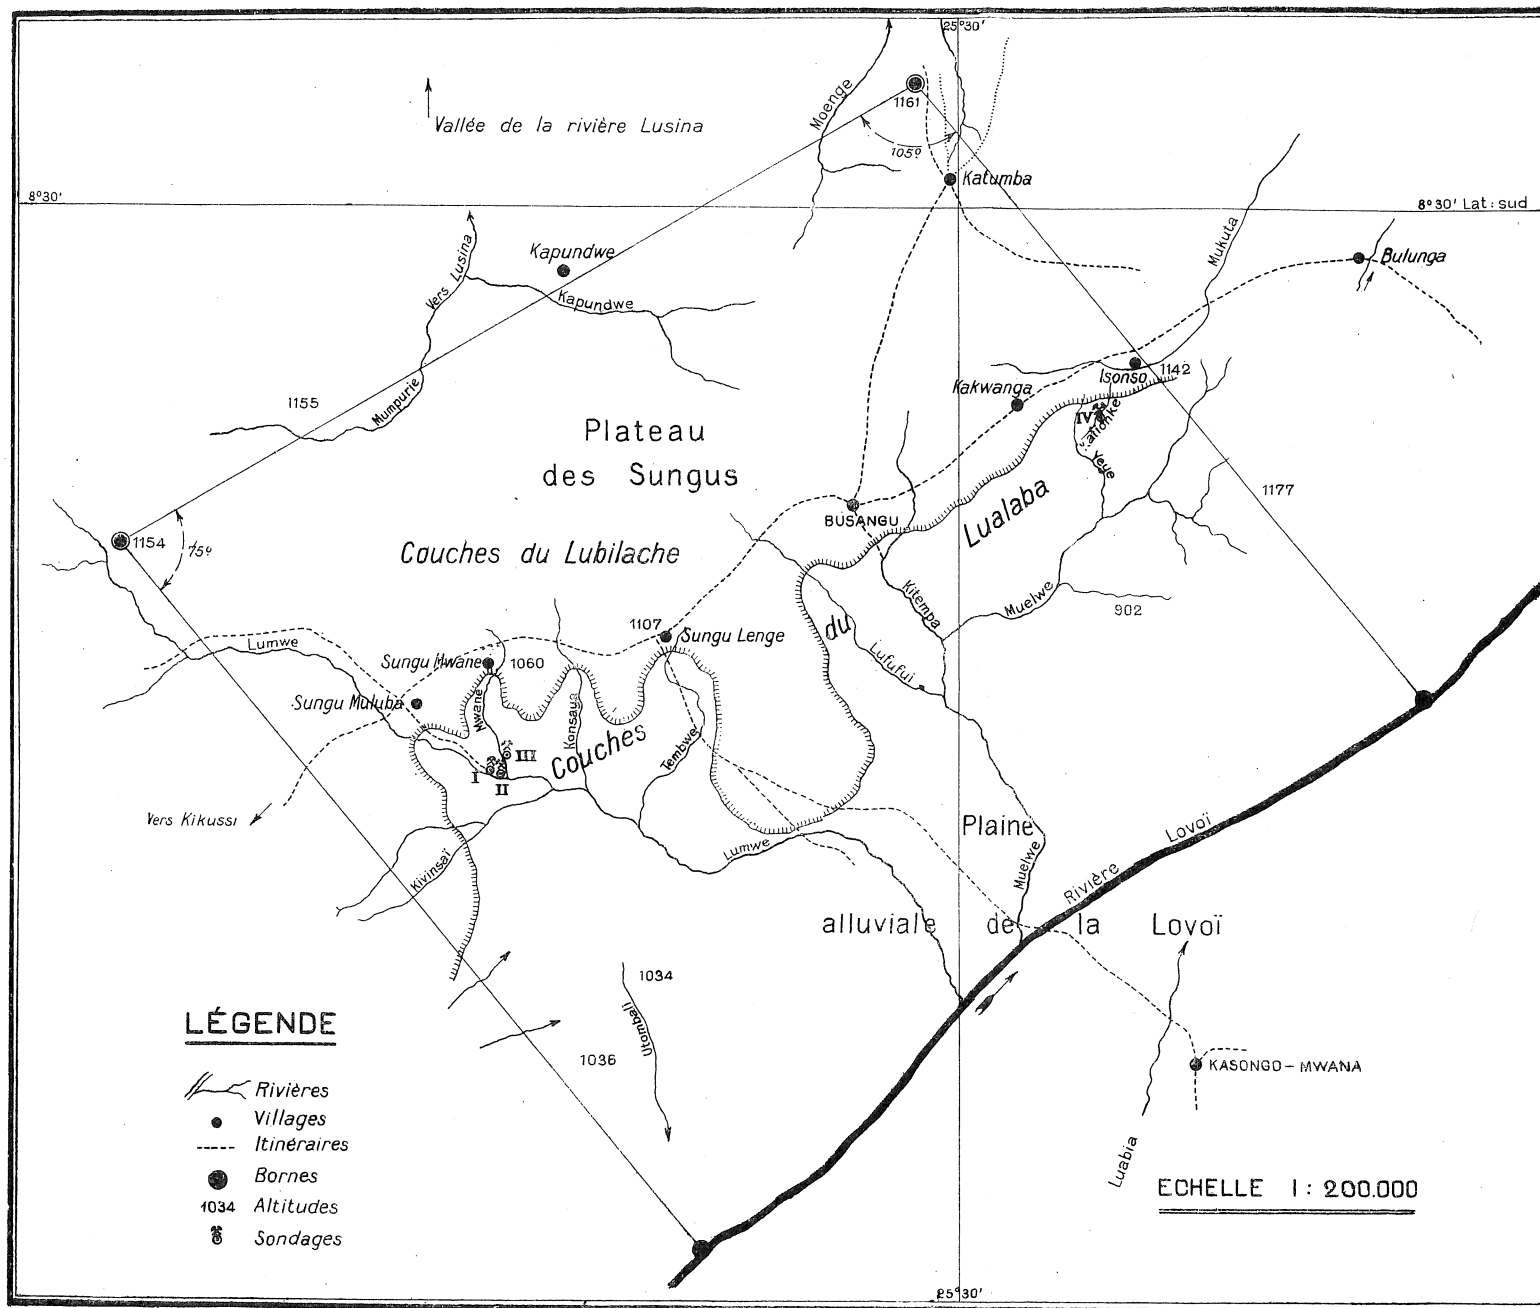 25°30'
1161
Moenge
Vallée de la rivière Lusina
105°
Katumba
8°30'
8°30' Lat: sud
Mukuta
Vers Lusina
Kapundwe
Bulunga
Kapundwe
1142
Isonso
Kakwanga
1155
Mumpurie
IV
Yeye
Plateau
des Sungus
1177
Lualaba
BUSANGU
1154
75°
Couches du Lubilache
Kitemba
Muelwe
902
1107
Sungu Lenge
du
Lumwe
Lufufui
Sungu Mwane
1060
Sungu Muluba
Mwane
Konsaus
Couches
Tembwe
III
I
II
Vers Kikussi
Plaine
Lovoï
Lumwe
Muelwe
Kivinsaï
Rivière
alluviale de la Lovoï
1034
Utombali
LÉGENDE
1036
KASONGO-MWANA
Rivières
Villages
Itinéraires
Luabia
Bornes
ECHELLE 1: 200.000
1034 Altitudes
Sondages
25°30'